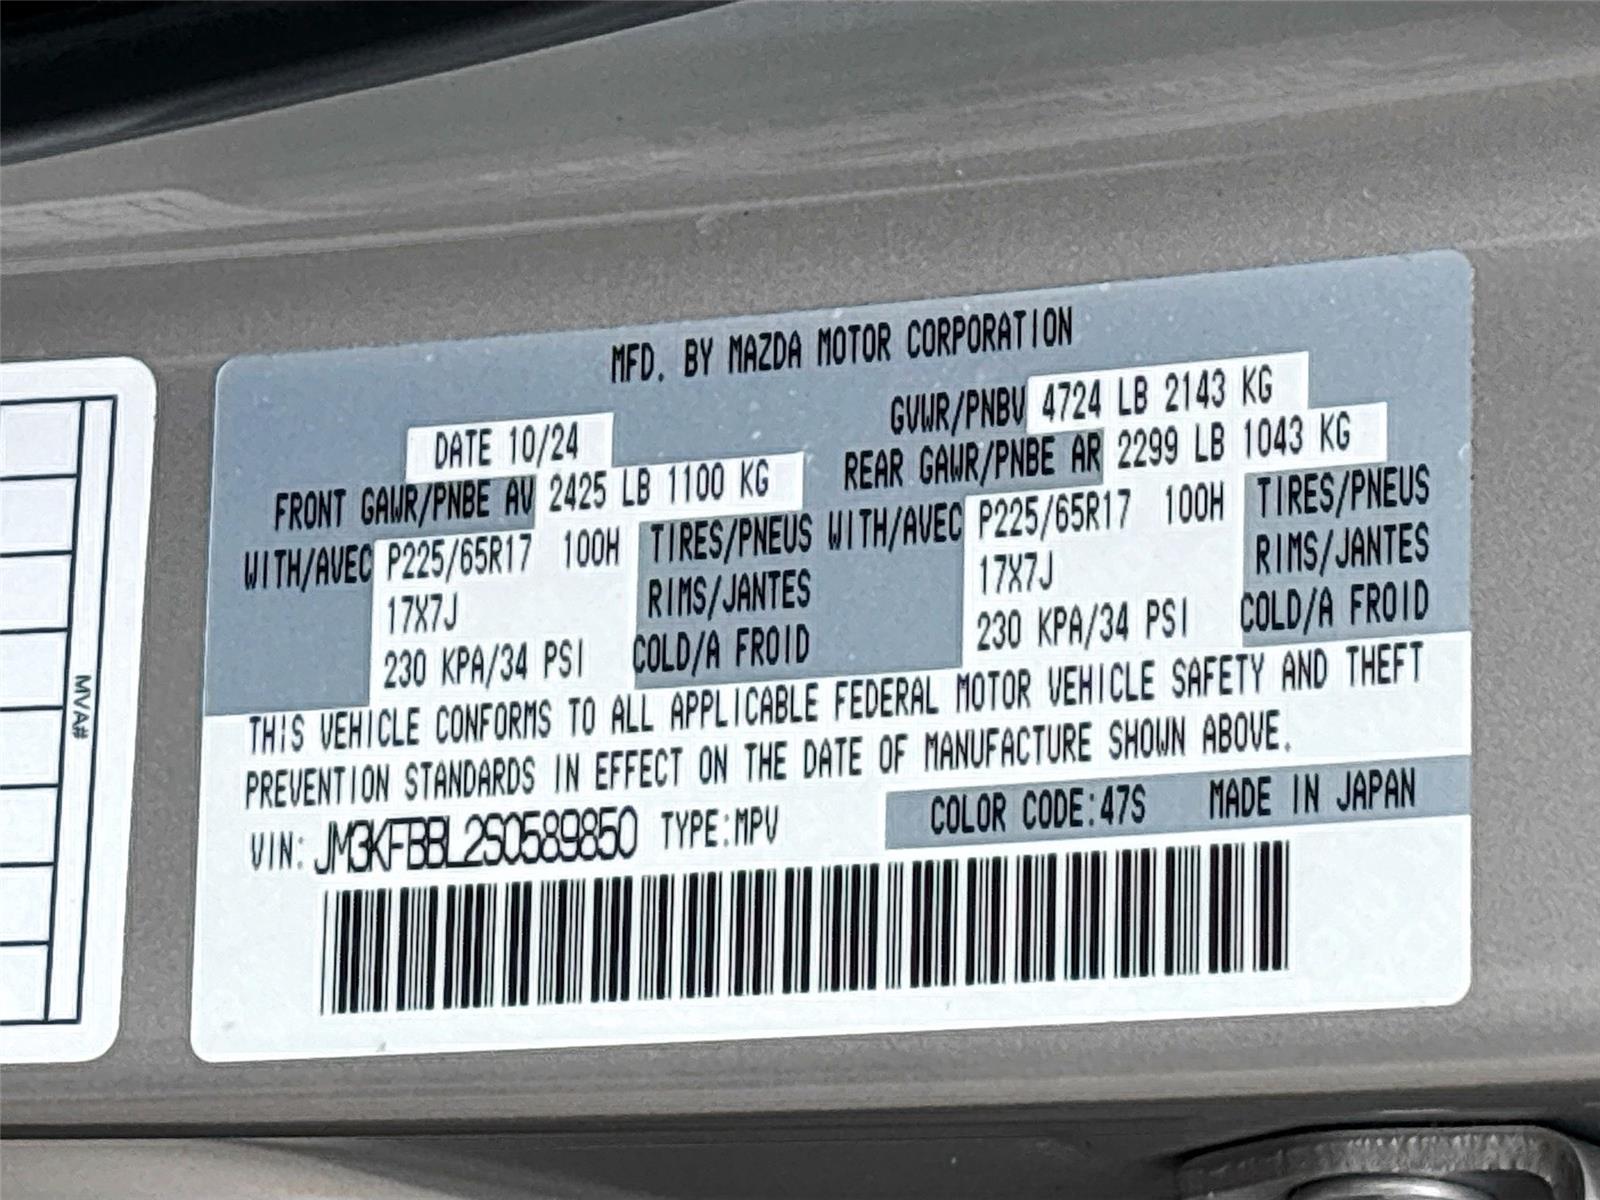 MFD. BY MAZDA MOTOR CORPORATION
DATE 10/24
GVWR/PNBV 4724 LB 2143 KG
FRONT GAWR/PNBE AV 2425 LB 1100 KG
REAR GAWR/PNBE AR 2299 LB 1043 KG
WITH/AVEC P225/65R17 100H TIRES/PNEUS
17X7J RIMS/JANTES
230 KPA/34 PSI COLD/A FROID
WITH/AVEC P225/65R17 100H TIRES/PNEUS
17X7J RIMS/JANTES
230 KPA/34 PSI COLD/A FROID
THIS VEHICLE CONFORMS TO ALL APPLICABLE FEDERAL MOTOR VEHICLE SAFETY AND THEFT
PREVENTION STANDARDS IN EFFECT ON THE DATE OF MANUFACTURE SHOWN ABOVE.
VIN: JM3KFBBL2S0589850 TYPE:MPV
COLOR CODE:47S MADE IN JAPAN
MVA#